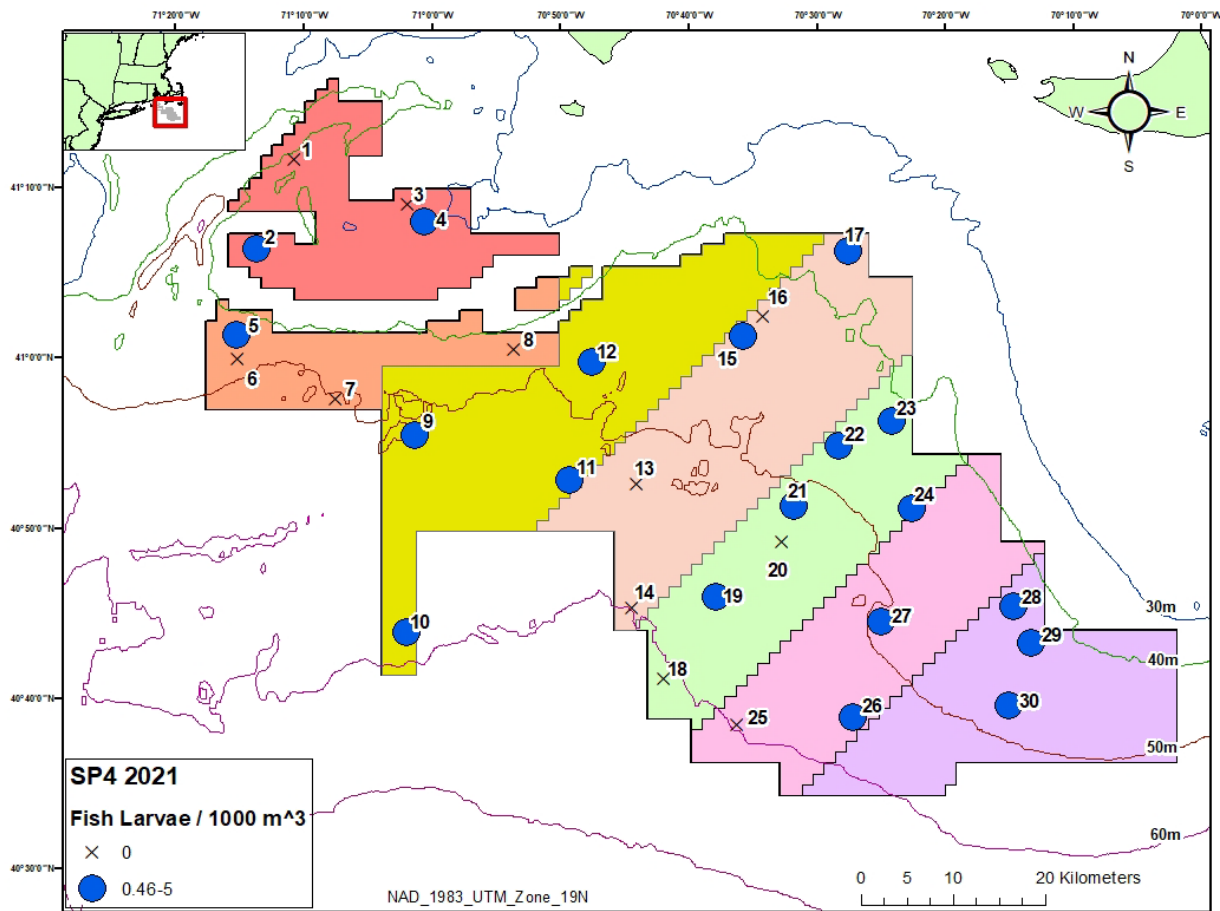 71°20'0"W 71°10'0"W 71°0'0"W 70°50'0"W 70°40'0"W 70°30'0"W 70°20'0"W 70°10'0"W 70°0'0"W
N
W E
S
1
41°10'0"N
3
4
2
17
16
5
41°0'0"N
8
12
15
6
7
9
23
22
11
13
24
21
40°50'0"N
20
14
19
28
30m
10
27
29
40m
18
40°40'0"N
25
26
30
50m
SP4 2021
Fish Larvae / 1000 m^3
0
0.46-5
60m
40°30'0"N
NAD_1983_UTM_Zone_19N
0 5 10 20 Kilometers